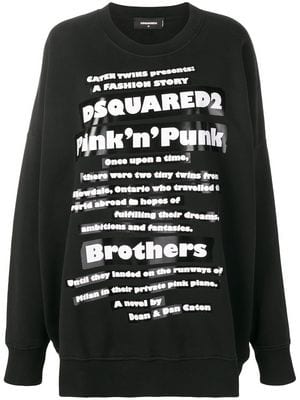 DSQUARED2
CATEN TWINS presents:
A FASHION STORY
DSQUARED2
Pink'n'Punk
Once upon a time,
there were two tiny twins from
Willowdale, Ontario who travelled the
world abroad in hopes of
fulfilling their dreams,
ambitions and fantasies.
Brothers
Until they landed on the runways of
Milan in their private pink plane.
A novel by
Dean & Dan Caten